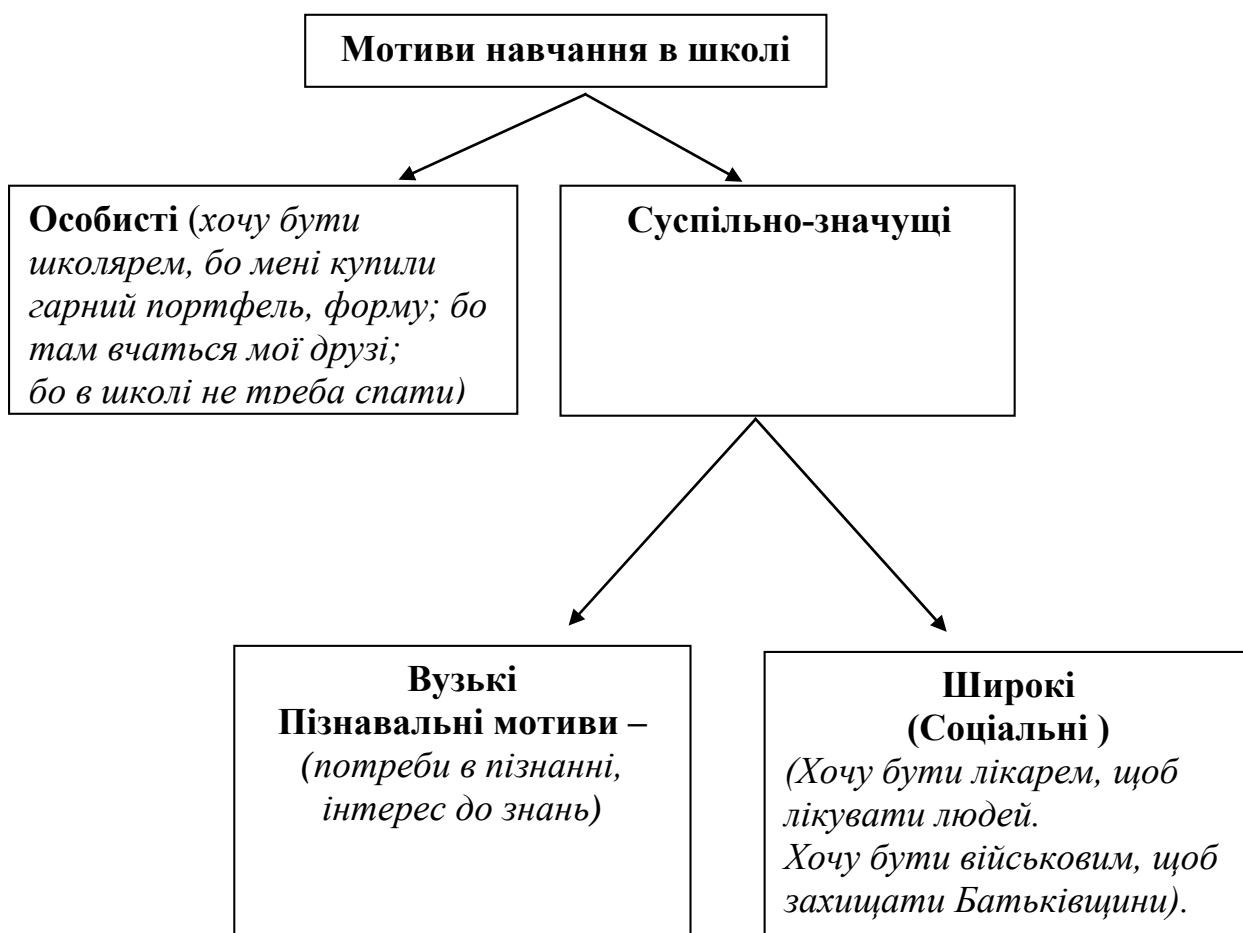 Мотиви навчання в школі
Особисті (хочу бути
школярем, бо мені купили
гарний портфель, форму; бо
там вчаться мої друзі;
бо в школі не треба спати)
Суспільно-значущі
Вузькі
Пізнавальні мотиви –
(потреби в пізнанні,
інтерес до знань)
Широкі
(Соціальні )
(Хочу бути лікарем, щоб
лікувати людей.
Хочу бути військовим, щоб
захищати Батьківщини).